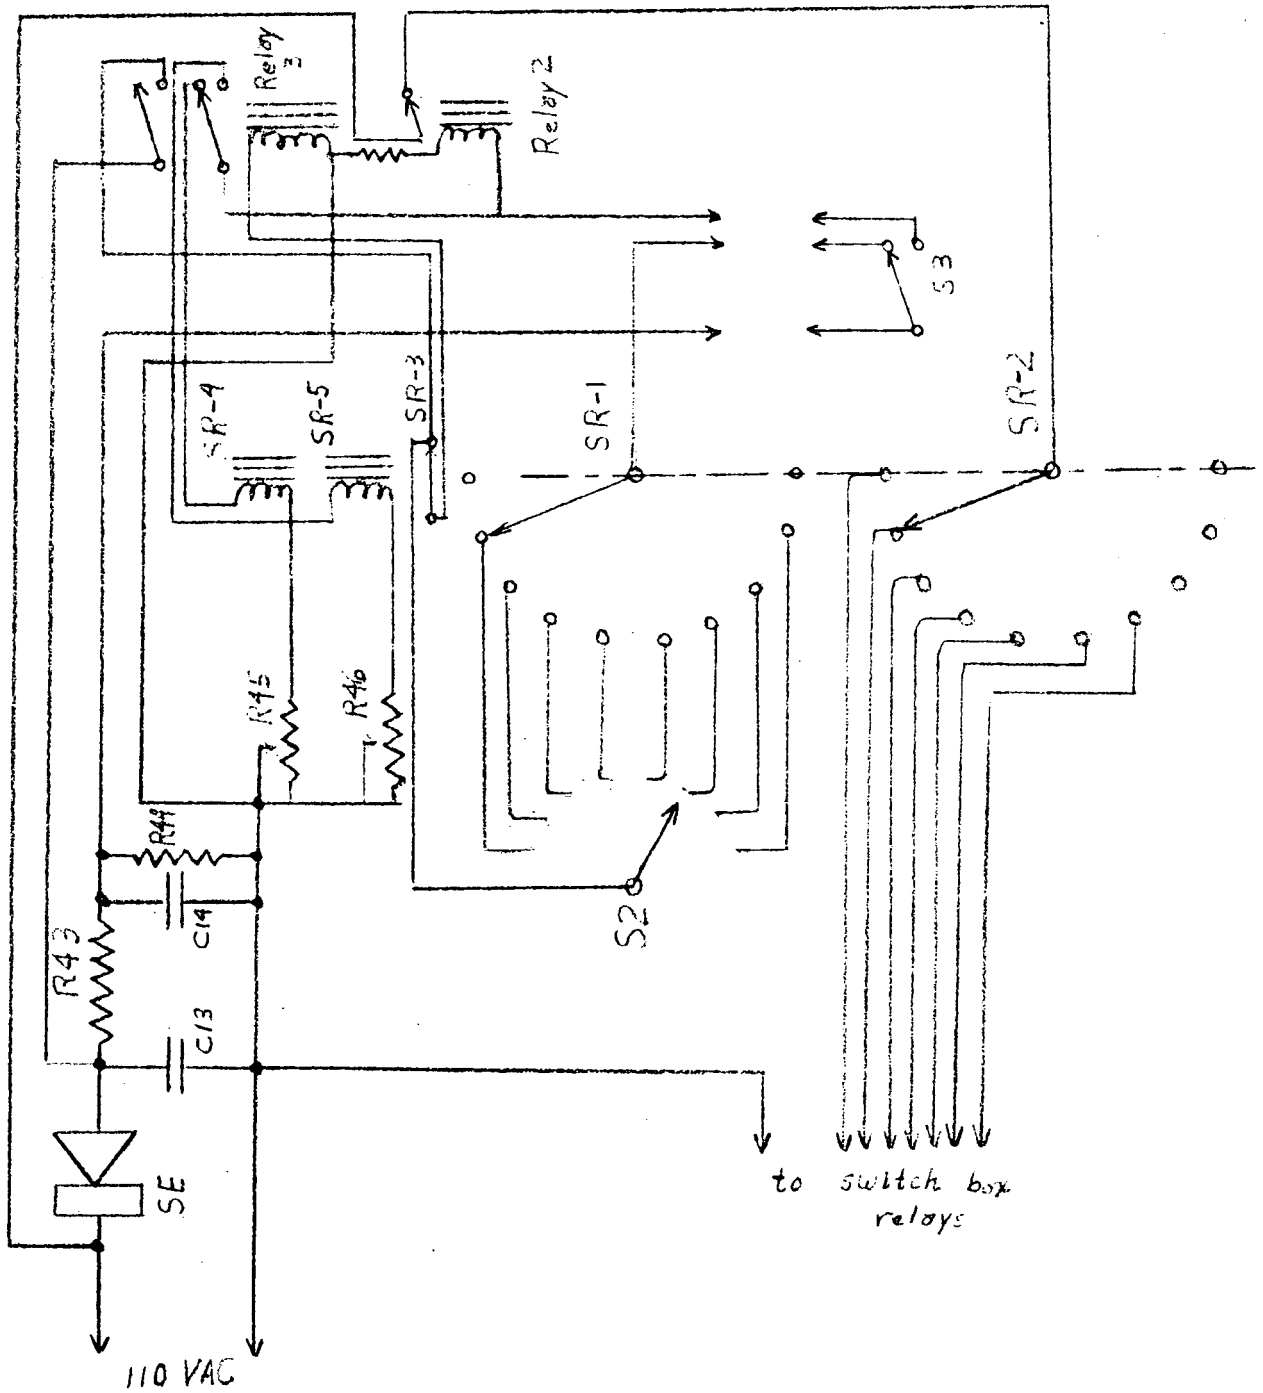 Relay
3
Relay 2
S3
SR-4
SR-5
SR-3
SR-1
SR-2
R45
R46
R44
C14
S2
R43
C13
SE
to switch box
relays
110 VAC